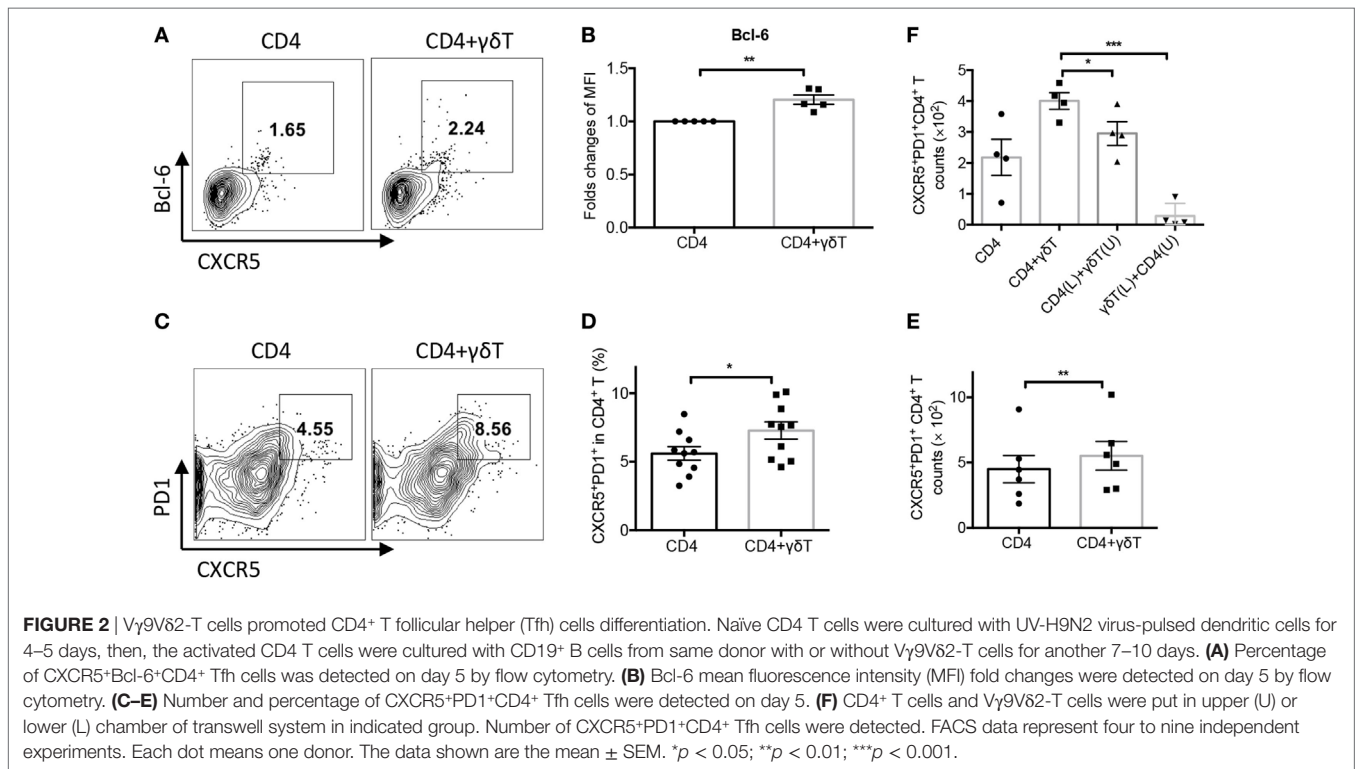 A
CD4
CD4+γδT
1.65
2.24
Bcl-6
CXCR5
B
Bcl-6
**
Folds changes of MFI
1.5
1.0
0.5
0.0
CD4
CD4+γδT
F
***
*
CXCR5+PD1+CD4+ T
counts (×10²)
5
4
3
2
1
0
CD4
CD4+γδT
CD4(L)+γδT(U)
γδT(L)+CD4(U)
C
CD4
CD4+γδT
4.55
8.56
PD1
CXCR5
D
*
CXCR5+PD1+ in CD4+ T (%)
10
5
0
CD4
CD4+γδT
E
**
CXCR5+PD1+ CD4+ T
counts (× 10²)
10
5
0
CD4
CD4+γδT
FIGURE 2 | Vγ9Vδ2-T cells promoted CD4+ T follicular helper (Tfh) cells differentiation. Naïve CD4 T cells were cultured with UV-H9N2 virus-pulsed dendritic cells for
4–5 days, then, the activated CD4 T cells were cultured with CD19+ B cells from same donor with or without Vγ9Vδ2-T cells for another 7–10 days. (A) Percentage
of CXCR5+Bcl-6+CD4+ Tfh cells was detected on day 5 by flow cytometry. (B) Bcl-6 mean fluorescence intensity (MFI) fold changes were detected on day 5 by flow
cytometry. (C–E) Number and percentage of CXCR5+PD1+CD4+ Tfh cells were detected on day 5. (F) CD4+ T cells and Vγ9Vδ2-T cells were put in upper (U) or
lower (L) chamber of transwell system in indicated group. Number of CXCR5+PD1+CD4+ Tfh cells were detected. FACS data represent four to nine independent
experiments. Each dot means one donor. The data shown are the mean ± SEM. *p < 0.05; **p < 0.01; ***p < 0.001.